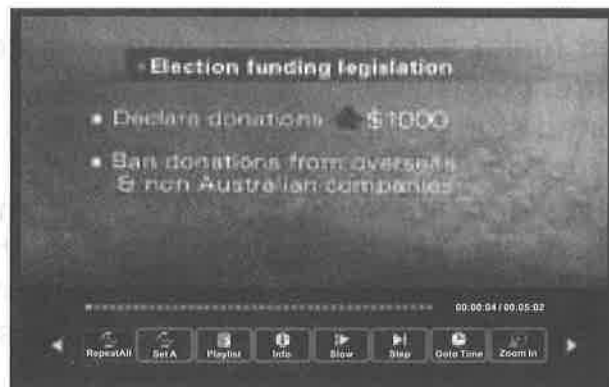 Election funding legislation
• Declare donations $1000
• Ban donations from overseas
& non Australian companies
00:00:04/00:05:02
RepeatAll
Set A
Playlist
Info
Slow
Step
Goto Time
Zoom In